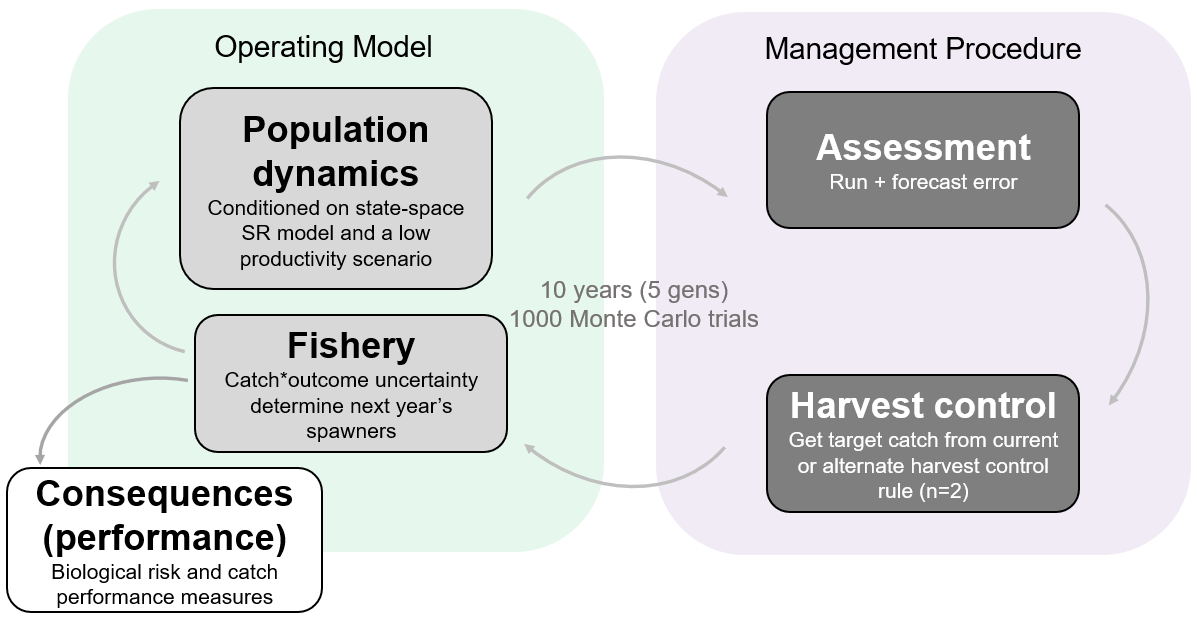 Operating Model
Population
dynamics
Conditioned on state-space
SR model and a low
productivity scenario
Fishery
Catch*outcome uncertainty
determine next year’s
spawners
Consequences
(performance)
Biological risk and catch
performance measures
10 years (5 gens)
1000 Monte Carlo trials
Management Procedure
Assessment
Run + forecast error
Harvest control
Get target catch from current
or alternate harvest control
rule (n=2)